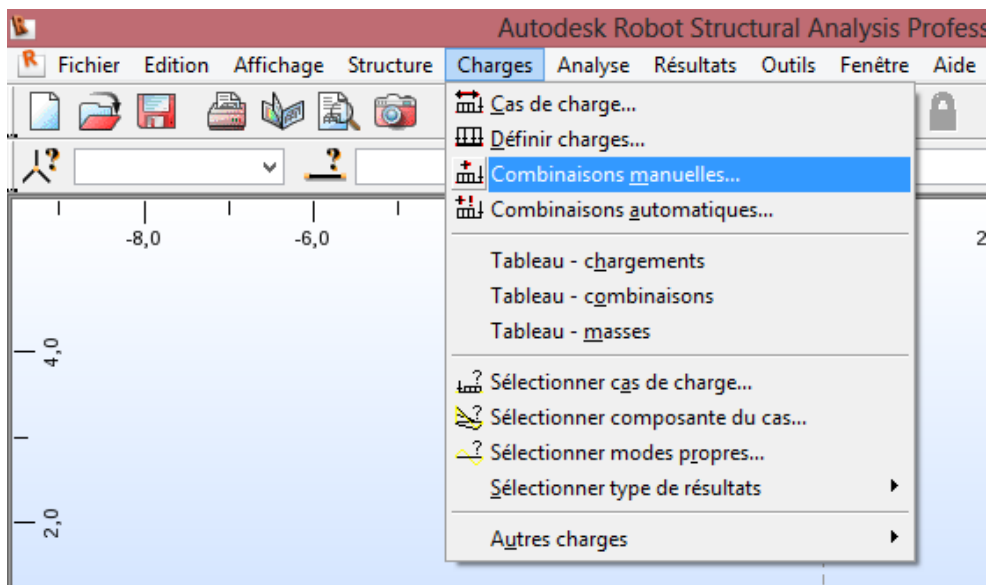 Autodesk Robot Structural Analysis Profess
Fichier Edition Affichage Structure Charges Analyse Résultats Outils Fenêtre Aide
Cas de charge...
Définir charges...
Combinaisons manuelles...
Combinaisons automatiques...
-8,0 -6,0 2
Tableau - chargements
Tableau - combinaisons
Tableau - masses
4,0
Sélectionner cas de charge...
Sélectionner composante du cas...
Sélectionner modes propres...
Sélectionner type de résultats
2,0
Autres charges